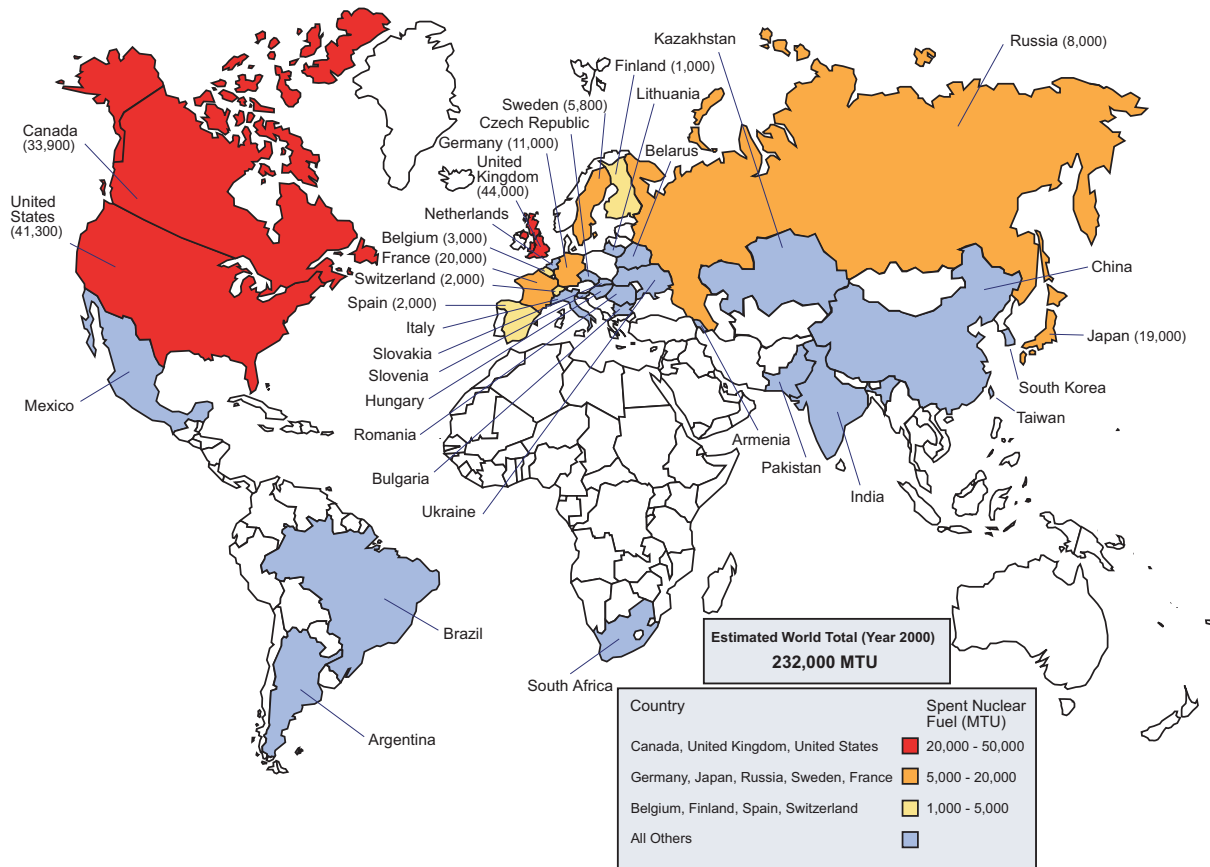 Kazakhstan
Russia (8,000)
Finland (1,000)
Lithuania
Sweden (5,800)
Czech Republic
Germany (11,000)
Belarus
United
Kingdom
(44,000)
Canada
(33,900)
United
States
(41,300)
Netherlands
Belgium (3,000)
France (20,000)
Switzerland (2,000)
Spain (2,000)
Italy
Slovakia
Slovenia
Hungary
Romania
Bulgaria
Ukraine
China
Japan (19,000)
South Korea
Taiwan
Armenia
Pakistan
India
Mexico
Brazil
Argentina
South Africa
Estimated World Total (Year 2000)
232,000 MTU
Country
Spent Nuclear
Fuel (MTU)
Canada, United Kingdom, United States 20,000 - 50,000
Germany, Japan, Russia, Sweden, France 5,000 - 20,000
Belgium, Finland, Spain, Switzerland 1,000 - 5,000
All Others